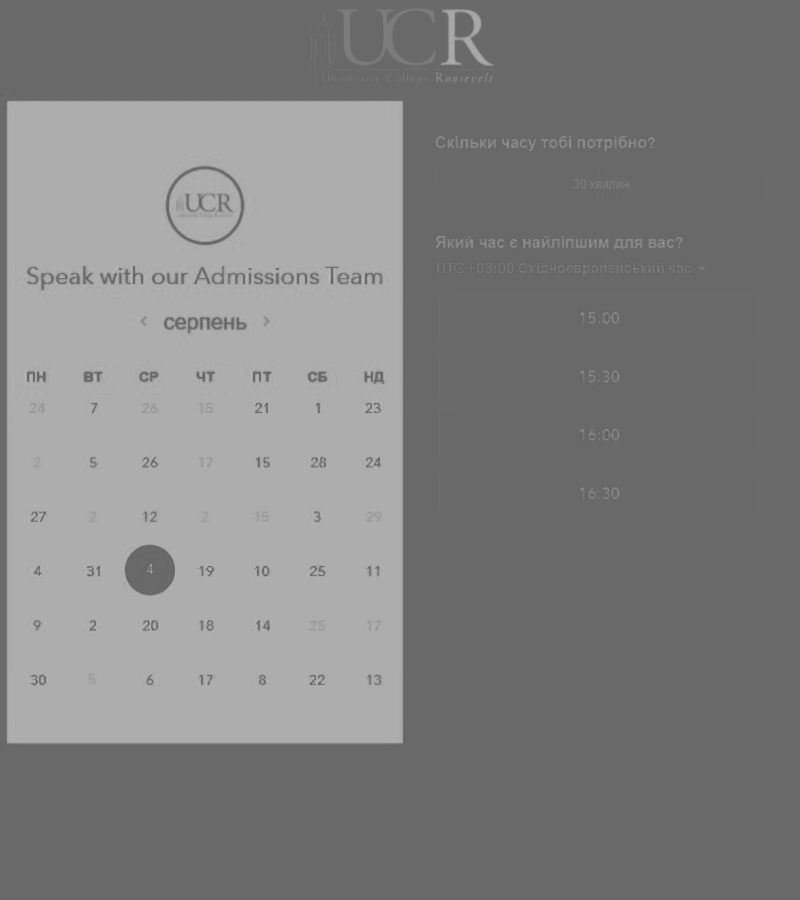 UCR
University College Roosevelt
UCR
Speak with our Admissions Team
серпень
ПН ВТ СР ЧТ ПТ СБ НД
24 7 26 15 21 1 23
2 5 26 17 15 28 24
27 2 12 2 15 3 29
4 31 4 19 10 25 11
9 2 20 18 14 25 17
30 5 6 17 8 22 13
Скільки часу тобі потрібно?
30 хвилин
Який час є найліпшим для вас?
UTC +03:00 Східноєвропейський час
15:00
15:30
16:00
16:30